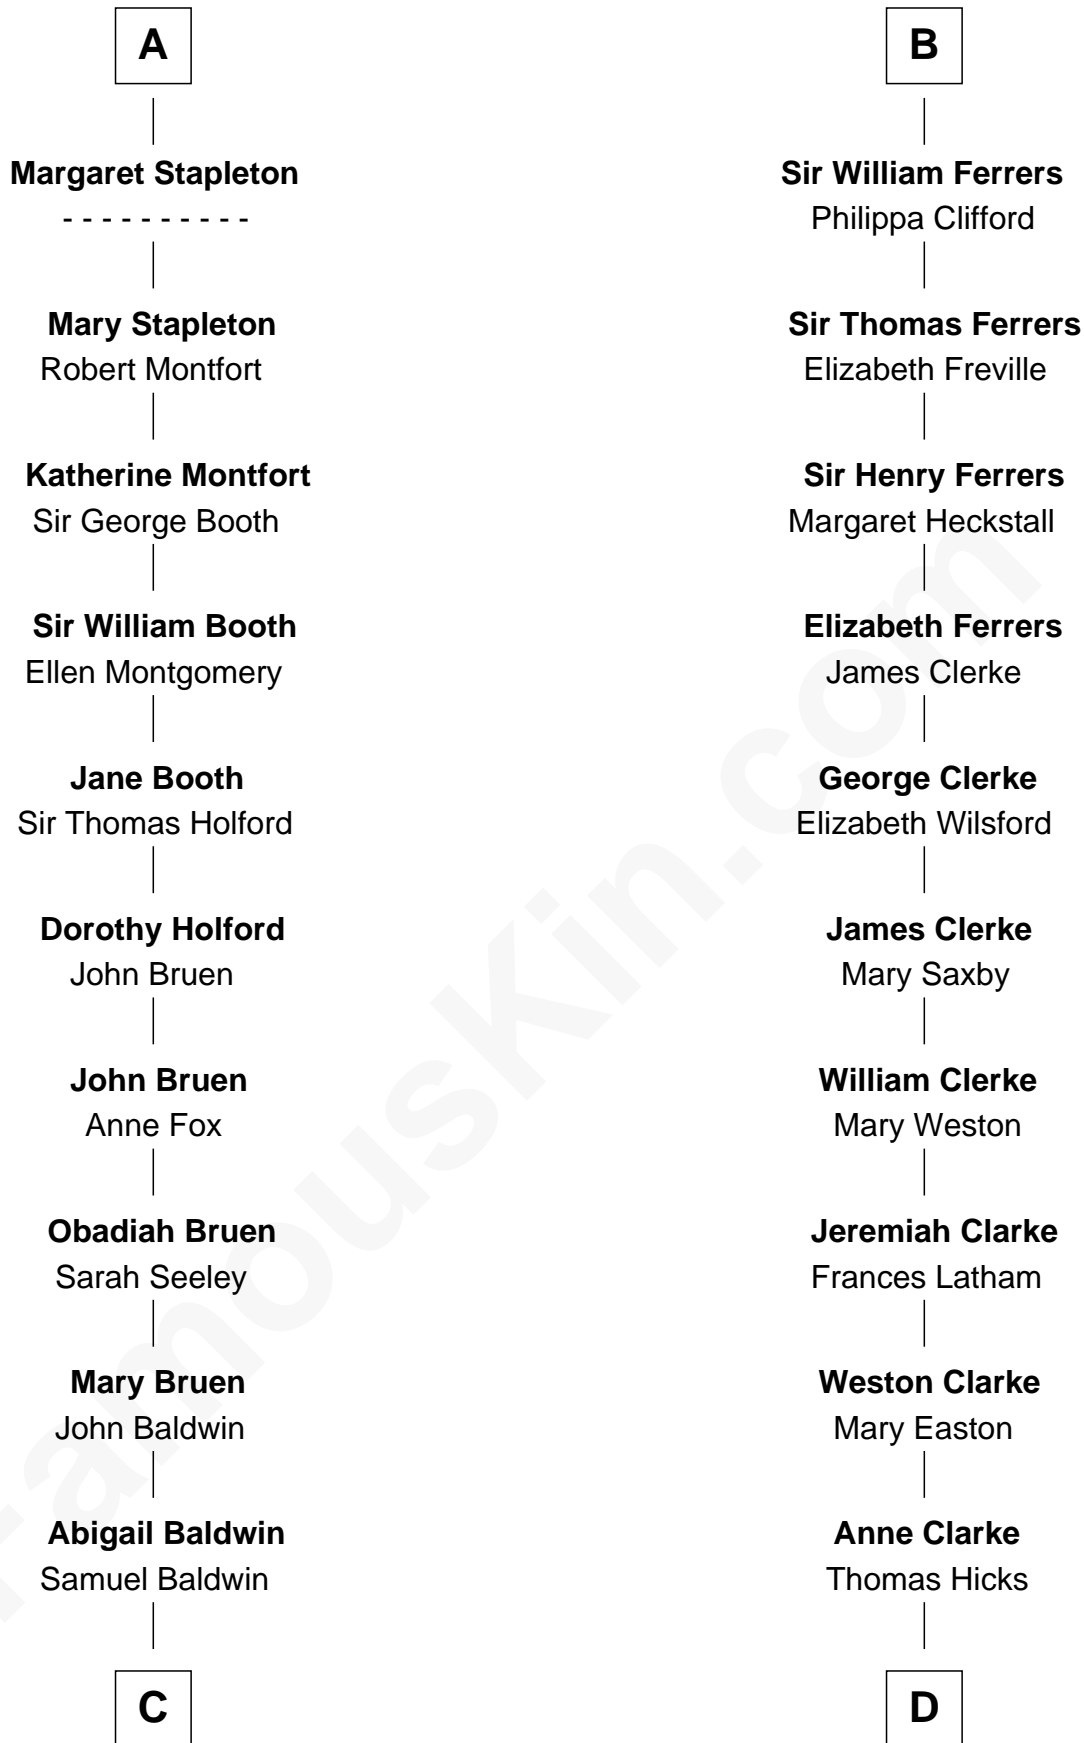 A
Margaret Stapleton
- - - - - - - - - -
Mary Stapleton
Robert Montfort
Katherine Montfort
Sir George Booth
Sir William Booth
Ellen Montgomery
Jane Booth
Sir Thomas Holford
Dorothy Holford
John Bruen
John Bruen
Anne Fox
Obadiah Bruen
Sarah Seeley
Mary Bruen
John Baldwin
Abigail Baldwin
Samuel Baldwin
C
B
Sir William Ferrers
Philippa Clifford
Sir Thomas Ferrers
Elizabeth Freville
Sir Henry Ferrers
Margaret Heckstall
Elizabeth Ferrers
James Clerke
George Clerke
Elizabeth Wilsford
James Clerke
Mary Saxby
William Clerke
Mary Weston
Jeremiah Clarke
Frances Latham
Weston Clarke
Mary Easton
Anne Clarke
Thomas Hicks
D
FamousKin.com